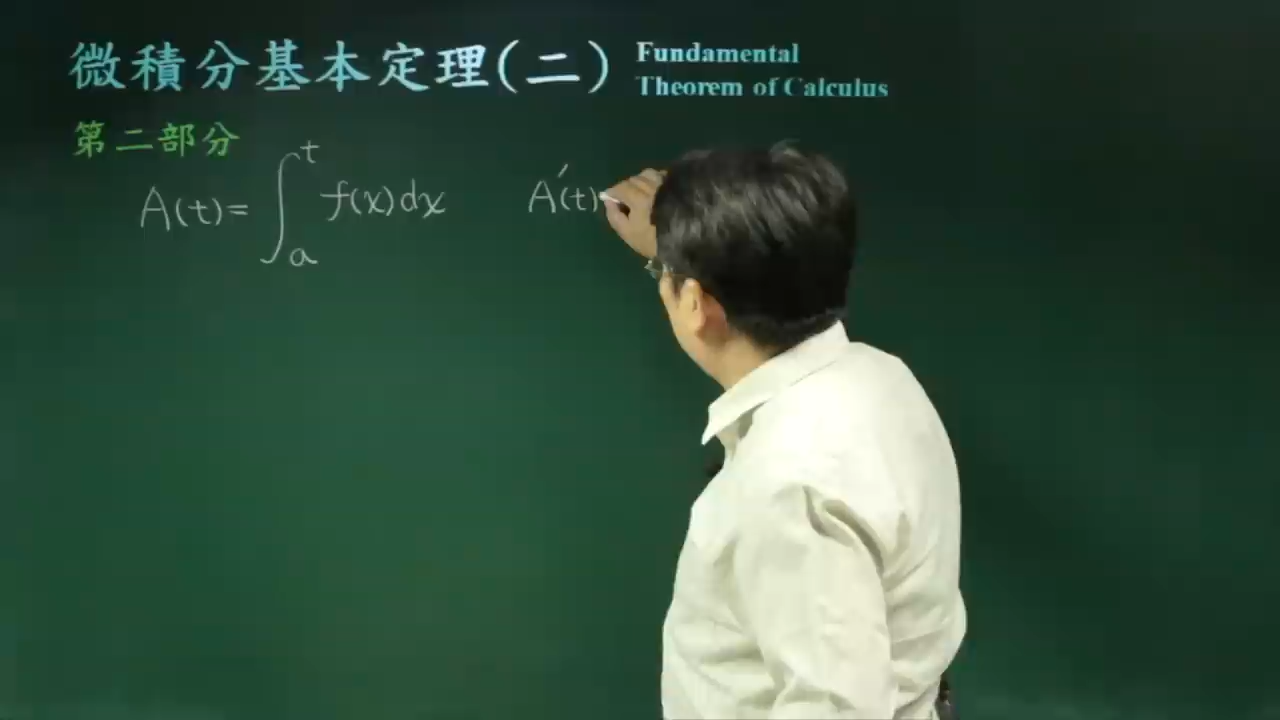 微積分基本定理(二) Fundamental
Theorem of Calculus
第二部分
A(t)=∫ₐᵗ f(x)dx A′(t)